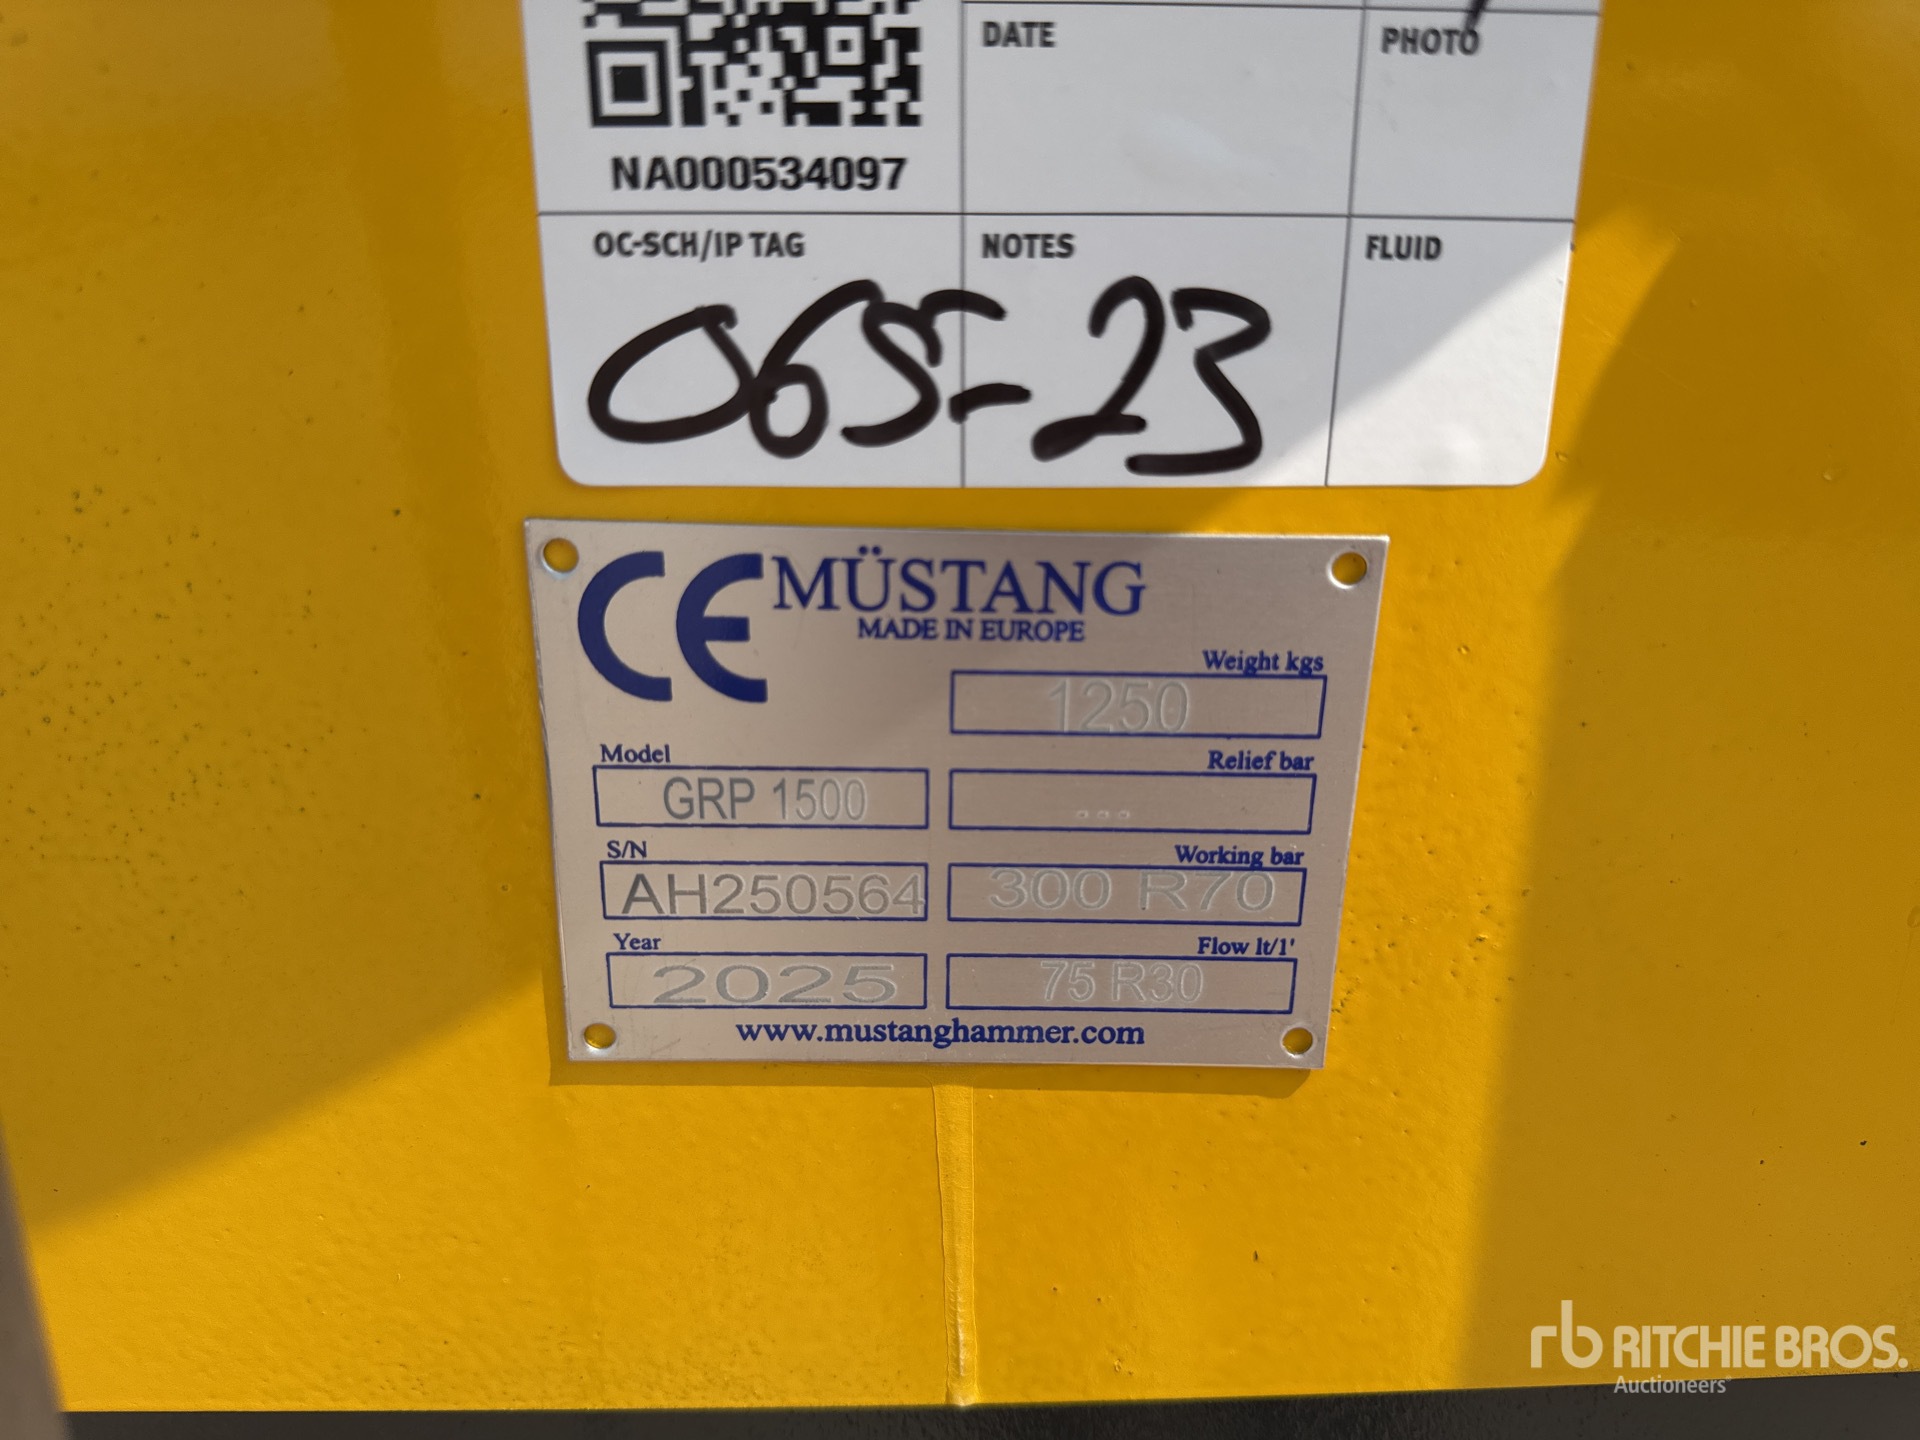 DATE
PHOTO
NA000534097
OC-SCH/IP TAG
NOTES
FLUID
065-23
CE MÜSTANG
MADE IN EUROPE
Weight kgs
1250
Model
Relief bar
GRP 1500
...
S/N
Working bar
AH250564
300 R70
Year
Flow lt/1'
2025
75 R30
www.mustanghammer.com
rb RITCHIE BROS.
Auctioneers